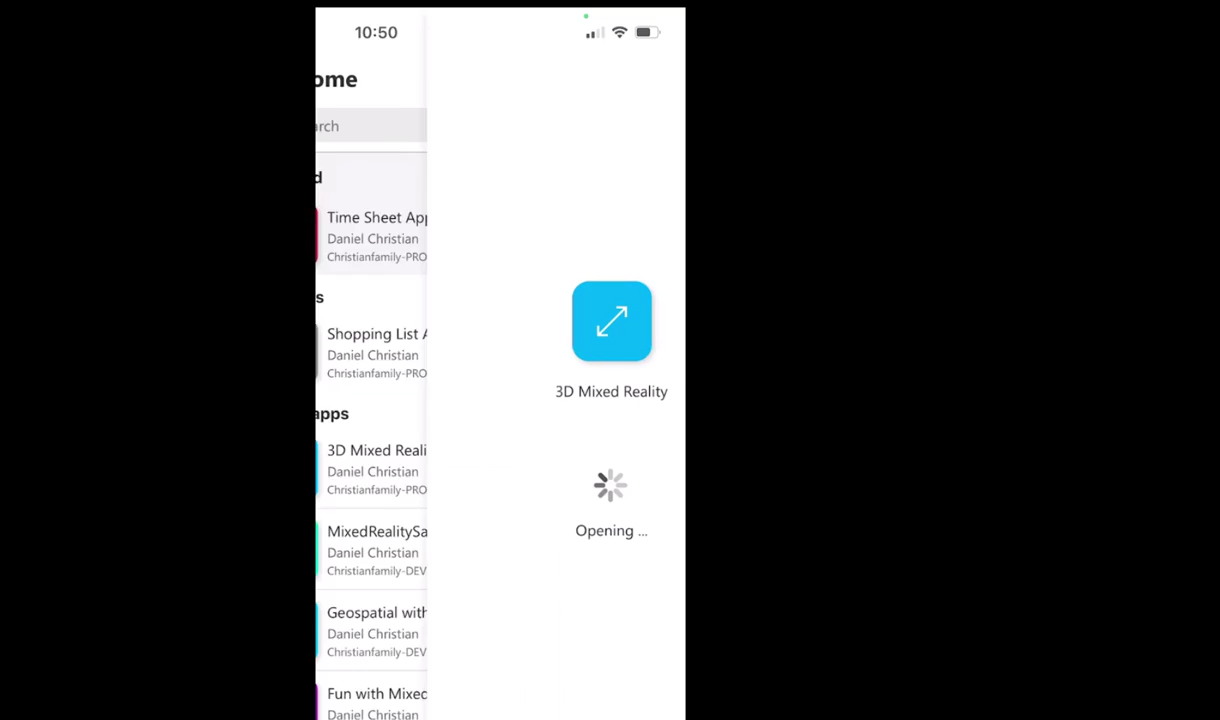 10:50
ome
arch
d
Time Sheet App
Daniel Christian
Christianfamily-PRO
s
Shopping List A
Daniel Christian
Christianfamily-PRO
apps
3D Mixed Reali
Daniel Christian
Christianfamily-PRO
MixedRealitySa
Daniel Christian
Christianfamily-DEV
Geospatial with
Daniel Christian
Christianfamily-DEV
Fun with Mixed
Daniel Christian
3D Mixed Reality
Opening ...